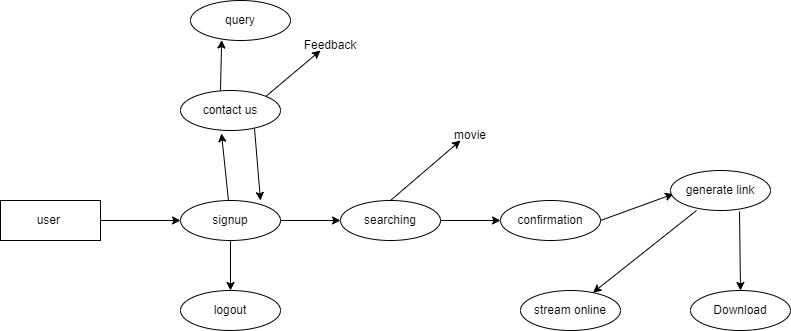 query
Feedback
contact us
movie
generate link
user
signup
searching
confirmation
logout
stream online
Download